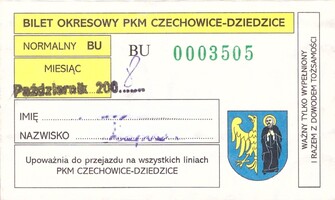 BILET OKRESOWY PKM CZECHOWICE-DZIEDZICE
NORMALNY BU
BU 0003505
MIESIĄC
Październik 2008
IMIĘ
NAZWISKO
Upoważnia do przejazdu na wszystkich liniach
PKM CZECHOWICE-DZIEDZICE
WAŻNY TYLKO WYPEŁNIONY
I RAZEM Z DOWODEM TOŻSAMOŚCI